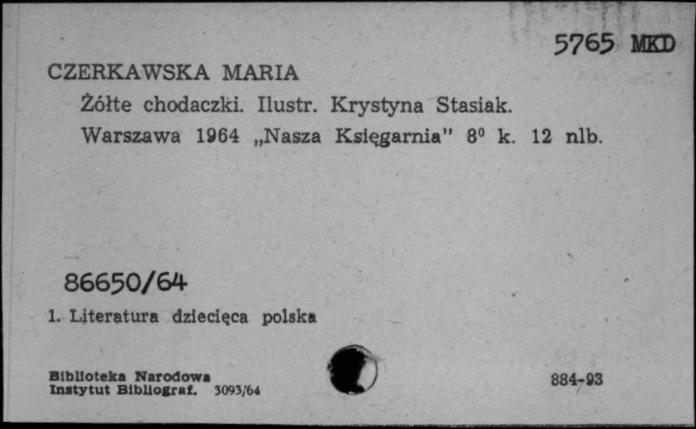 5765 MKD
CZERKAWSKA MARIA
Żółte chodaczki. Ilustr. Krystyna Stasiak.
Warszawa 1964 „Nasza Księgarnia" 8⁰ k. 12 nlb.
86650/64
1. Literatura dziecięca polska
Biblioteka Narodowa
Instytut Bibliograf. 3093/64
884-93